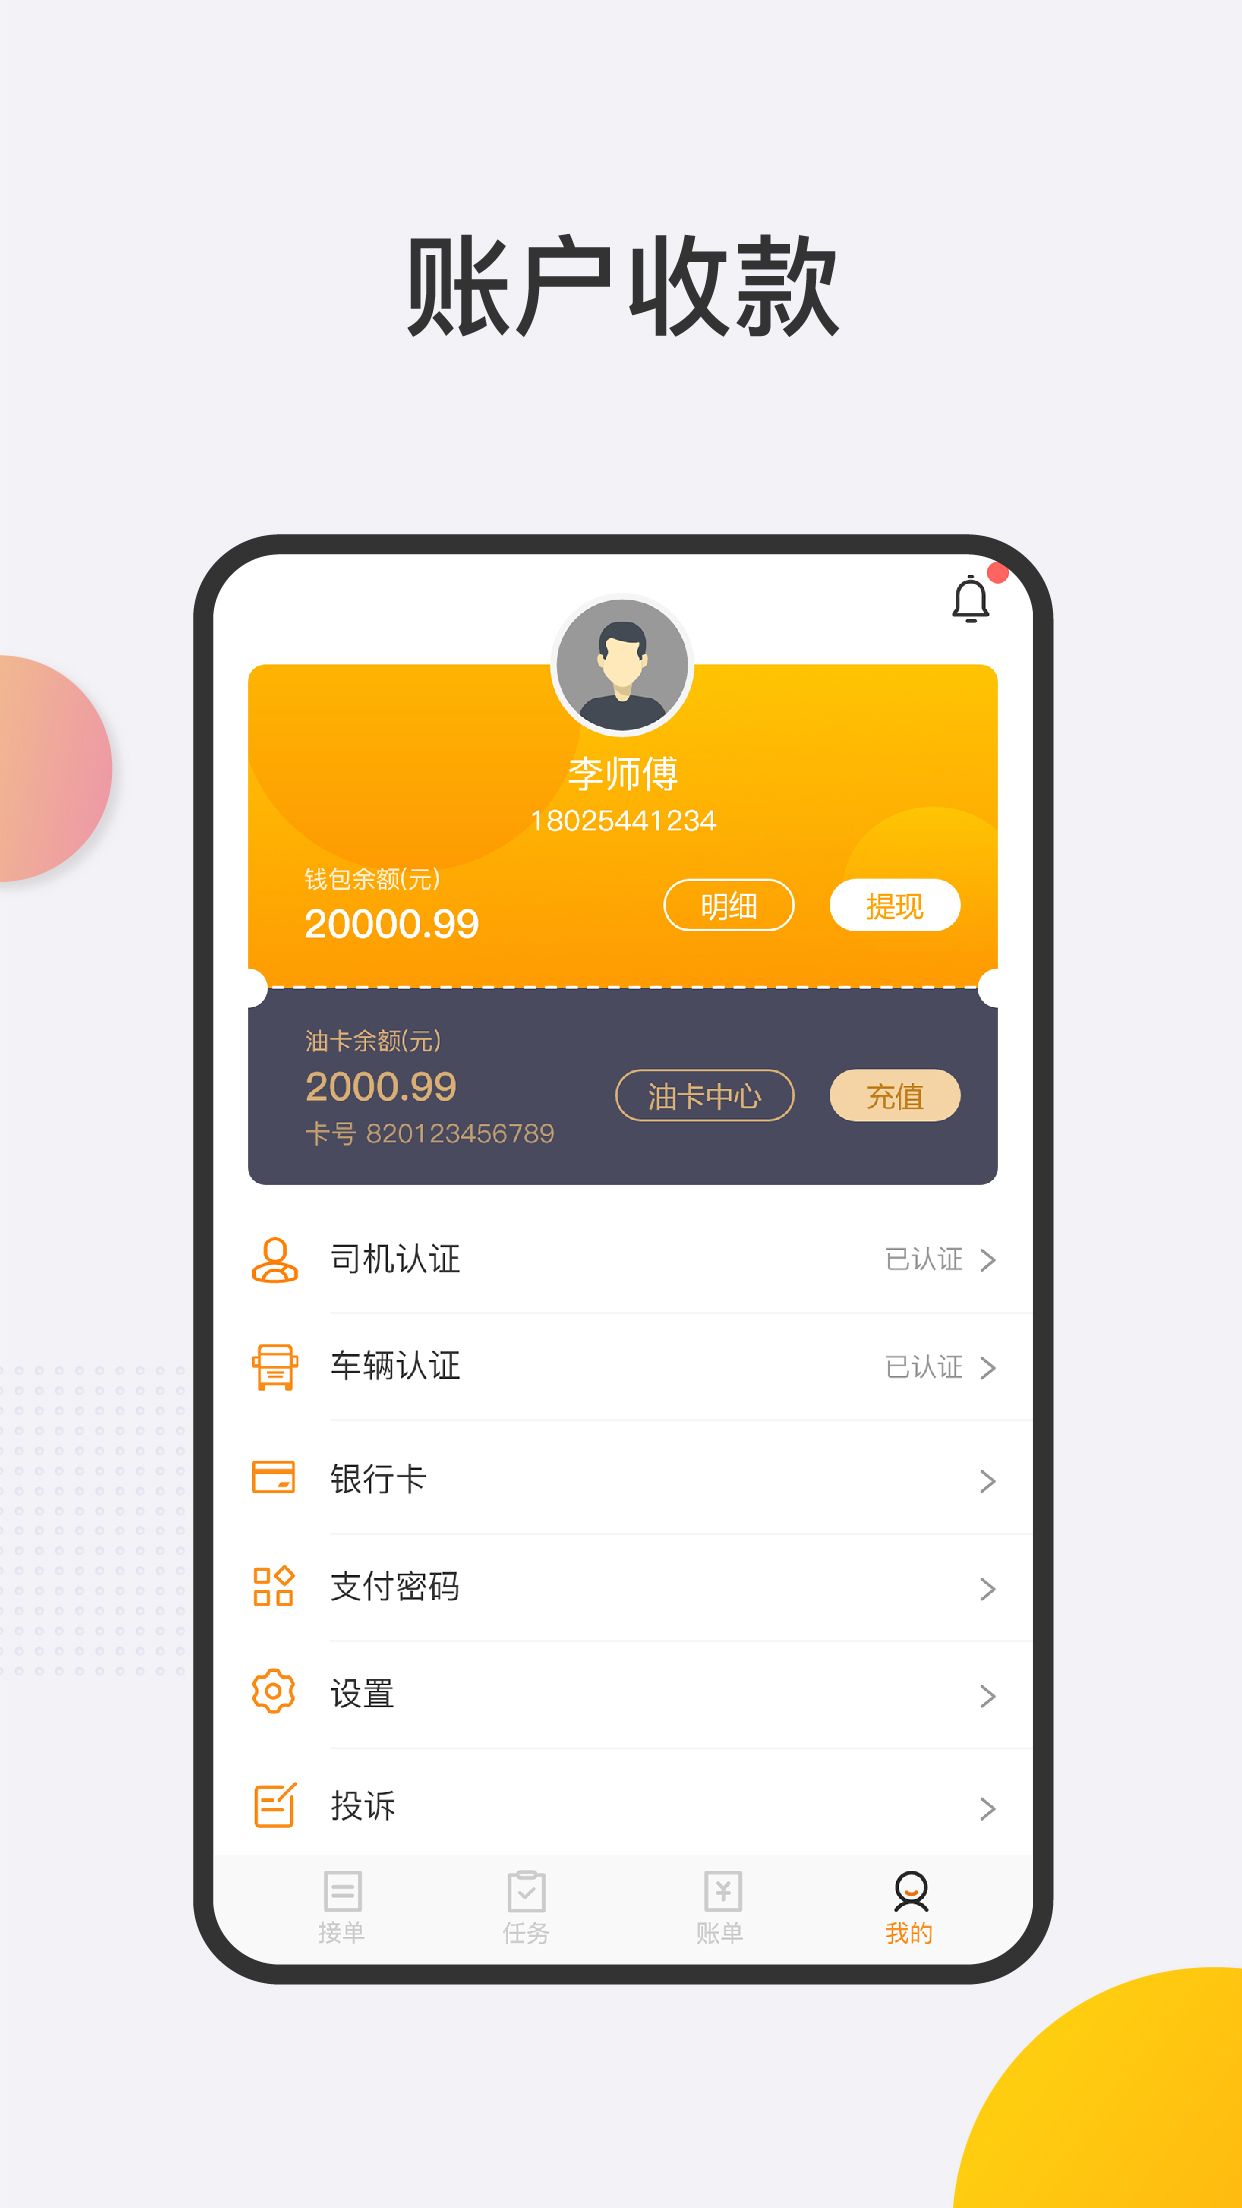 账户收款
李师傅
18025441234
钱包余额(元)
20000.99
明细
提现
油卡余额(元)
2000.99
油卡中心
充值
卡号 820123456789
司机认证
已认证
车辆认证
已认证
银行卡
支付密码
设置
投诉
接单
任务
账单
我的